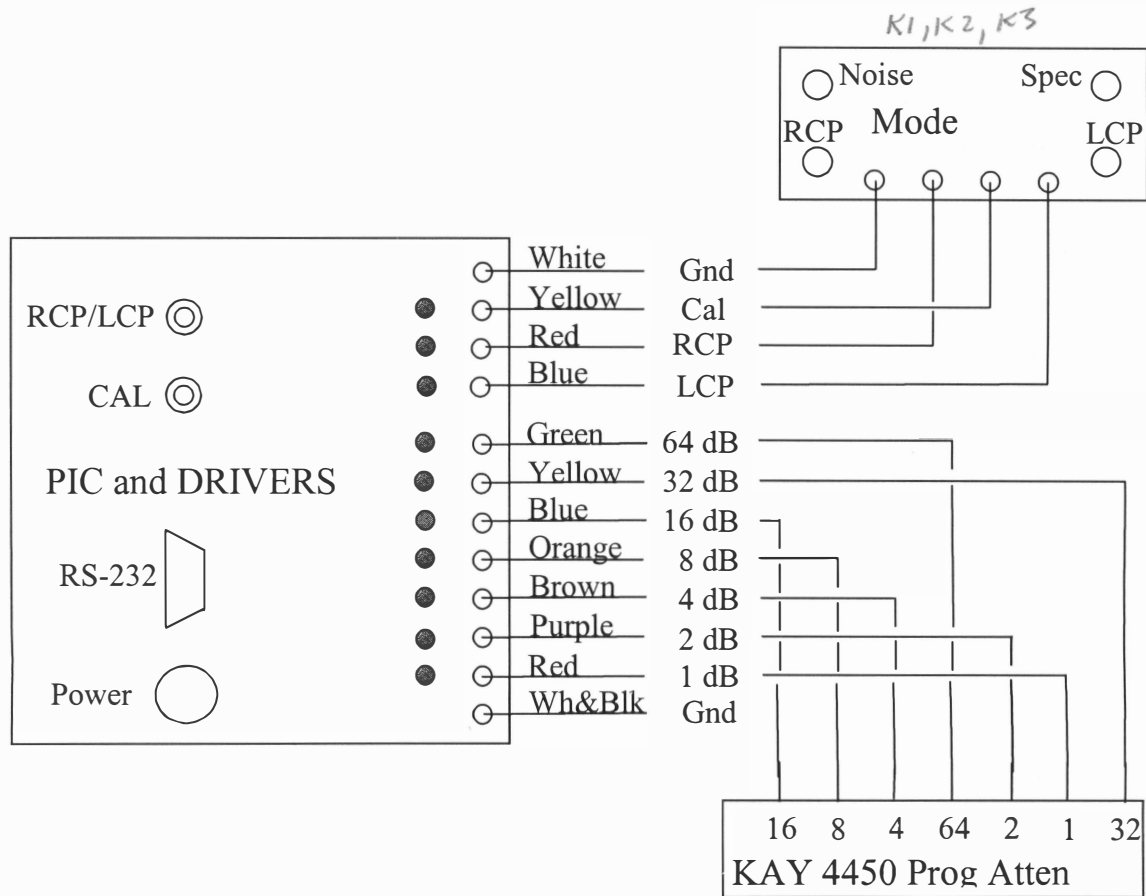 K1, K2, K3
Noise Spec
RCP Mode LCP
White Gnd
Yellow Cal
RCP/LCP
Red RCP
Blue LCP
CAL
Green 64 dB
PIC and DRIVERS
Yellow 32 dB
Blue 16 dB
Orange 8 dB
RS-232
Brown 4 dB
Purple 2 dB
Red 1 dB
Power
Wh&Blk Gnd
16 8 4 64 2 1 32
KAY 4450 Prog Atten